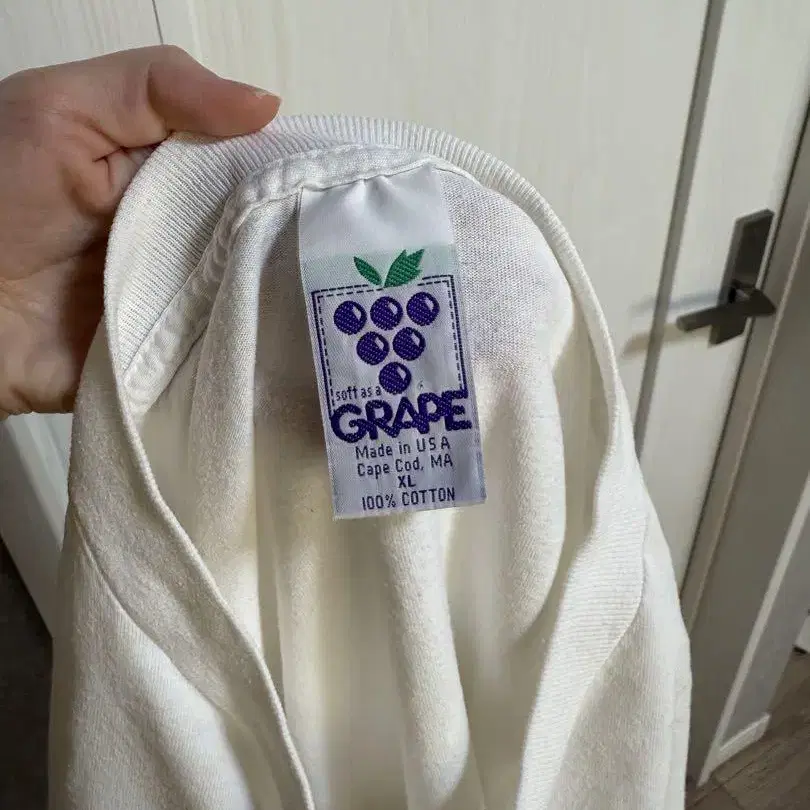 soft as a
GRAPE
Made in USA
Cape Cod, MA
XL
100% COTTON